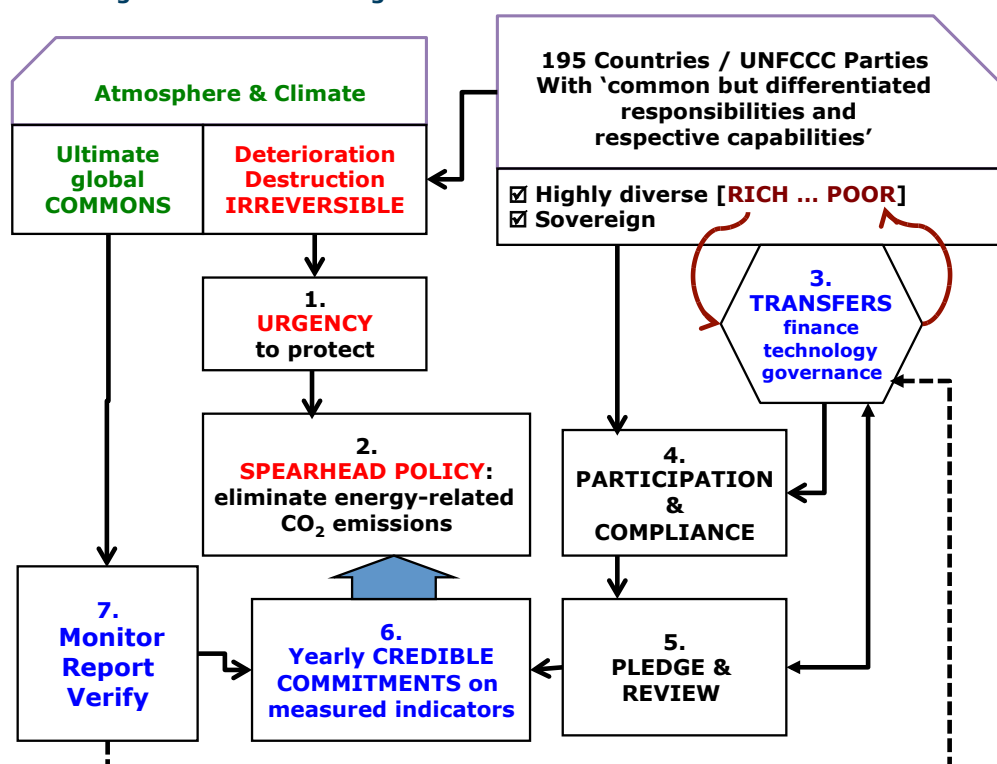 Atmosphere & Climate
Ultimate
global
COMMONS
Deterioration
Destruction
IRREVERSIBLE
195 Countries / UNFCCC Parties
With ‘common but differentiated
responsibilities and
respective capabilities’
☑ Highly diverse [RICH ... POOR]
☑ Sovereign
1.
URGENCY
to protect
2.
SPEARHEAD POLICY:
eliminate energy-related
CO₂ emissions
3.
TRANSFERS
finance
technology
governance
4.
PARTICIPATION
&
COMPLIANCE
5.
PLEDGE &
REVIEW
6.
Yearly CREDIBLE
COMMITMENTS on
measured indicators
7.
Monitor
Report
Verify